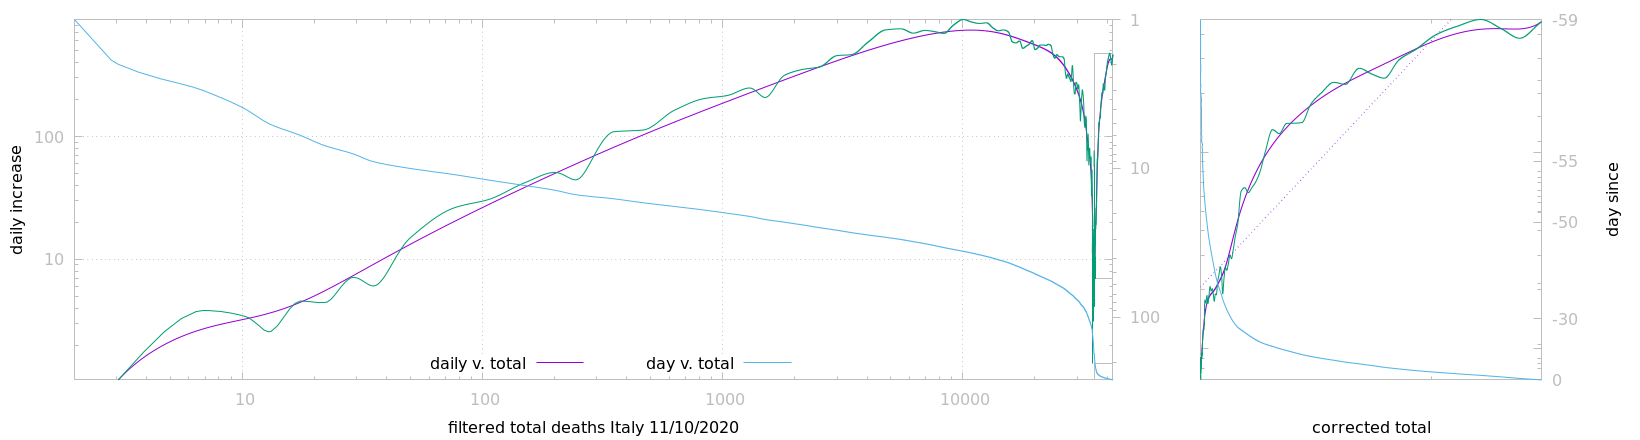 daily increase
100
10
daily v. total
day v. total
10
100
1000
10000
filtered total deaths Italy 11/10/2020
1
10
100
-59
-55
-50
-30
0
day since
corrected total